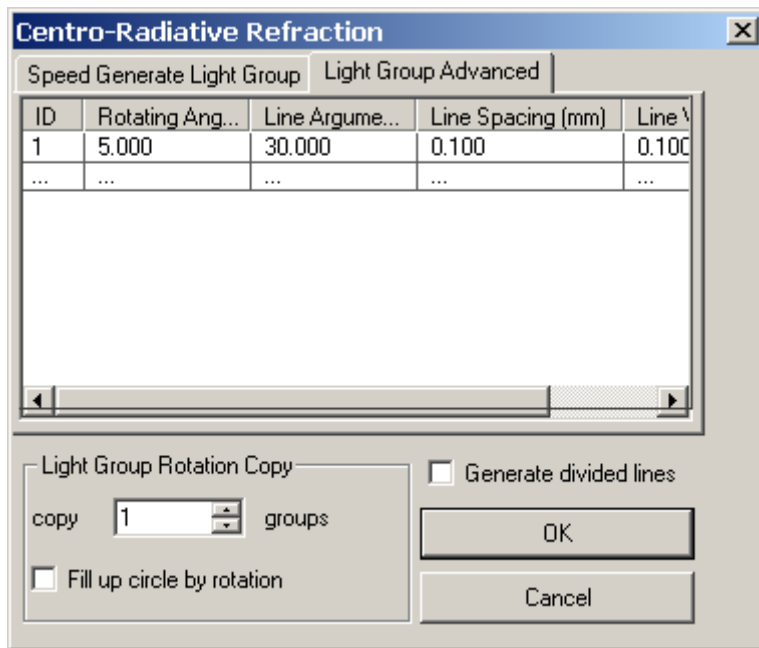 Centro-Radiative Refraction
Speed Generate Light Group Light Group Advanced
ID Rotating Ang... Line Argume... Line Spacing (mm) Line
1 5.000 30.000 0.100 0.100
... ... ... ... ...
Light Group Rotation Copy
Generate divided lines
copy 1 groups
OK
Fill up circle by rotation
Cancel